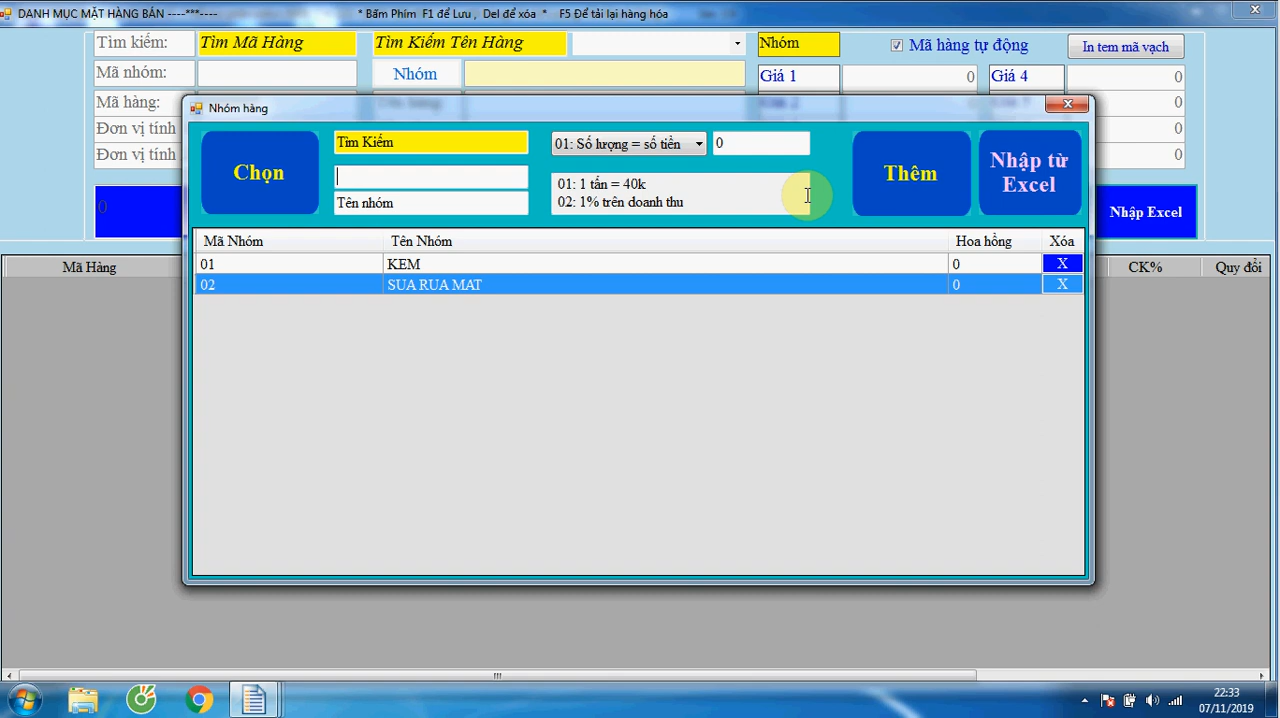 DANH MỤC MẶT HÀNG BÁN ----***---- * Bấm Phím F1 để Lưu , Del để xóa * F5 Để tải lại hàng hóa
Tìm kiếm: Tìm Mã Hàng Tìm Kiếm Tên Hàng Nhóm Mã hàng tự động In tem mã vạch
Mã nhóm: Nhóm Giá 1 0 Giá 4 0
Mã hàng: 0
Đơn vị tính 0
Đơn vị tính 0
0 Nhập Excel
Mã Hàng CK% Quy đổi
Nhóm hàng
Chọn
Tìm Kiếm
Tên nhóm
01: Số lượng = số tiền 0
01: 1 tấn = 40k
02: 1% trên doanh thu
Thêm
Nhập từ
Excel
Mã Nhóm Tên Nhóm Hoa hồng Xóa
01 KEM 0 X
02 SUA RUA MAT 0 X
22:33
07/11/2019